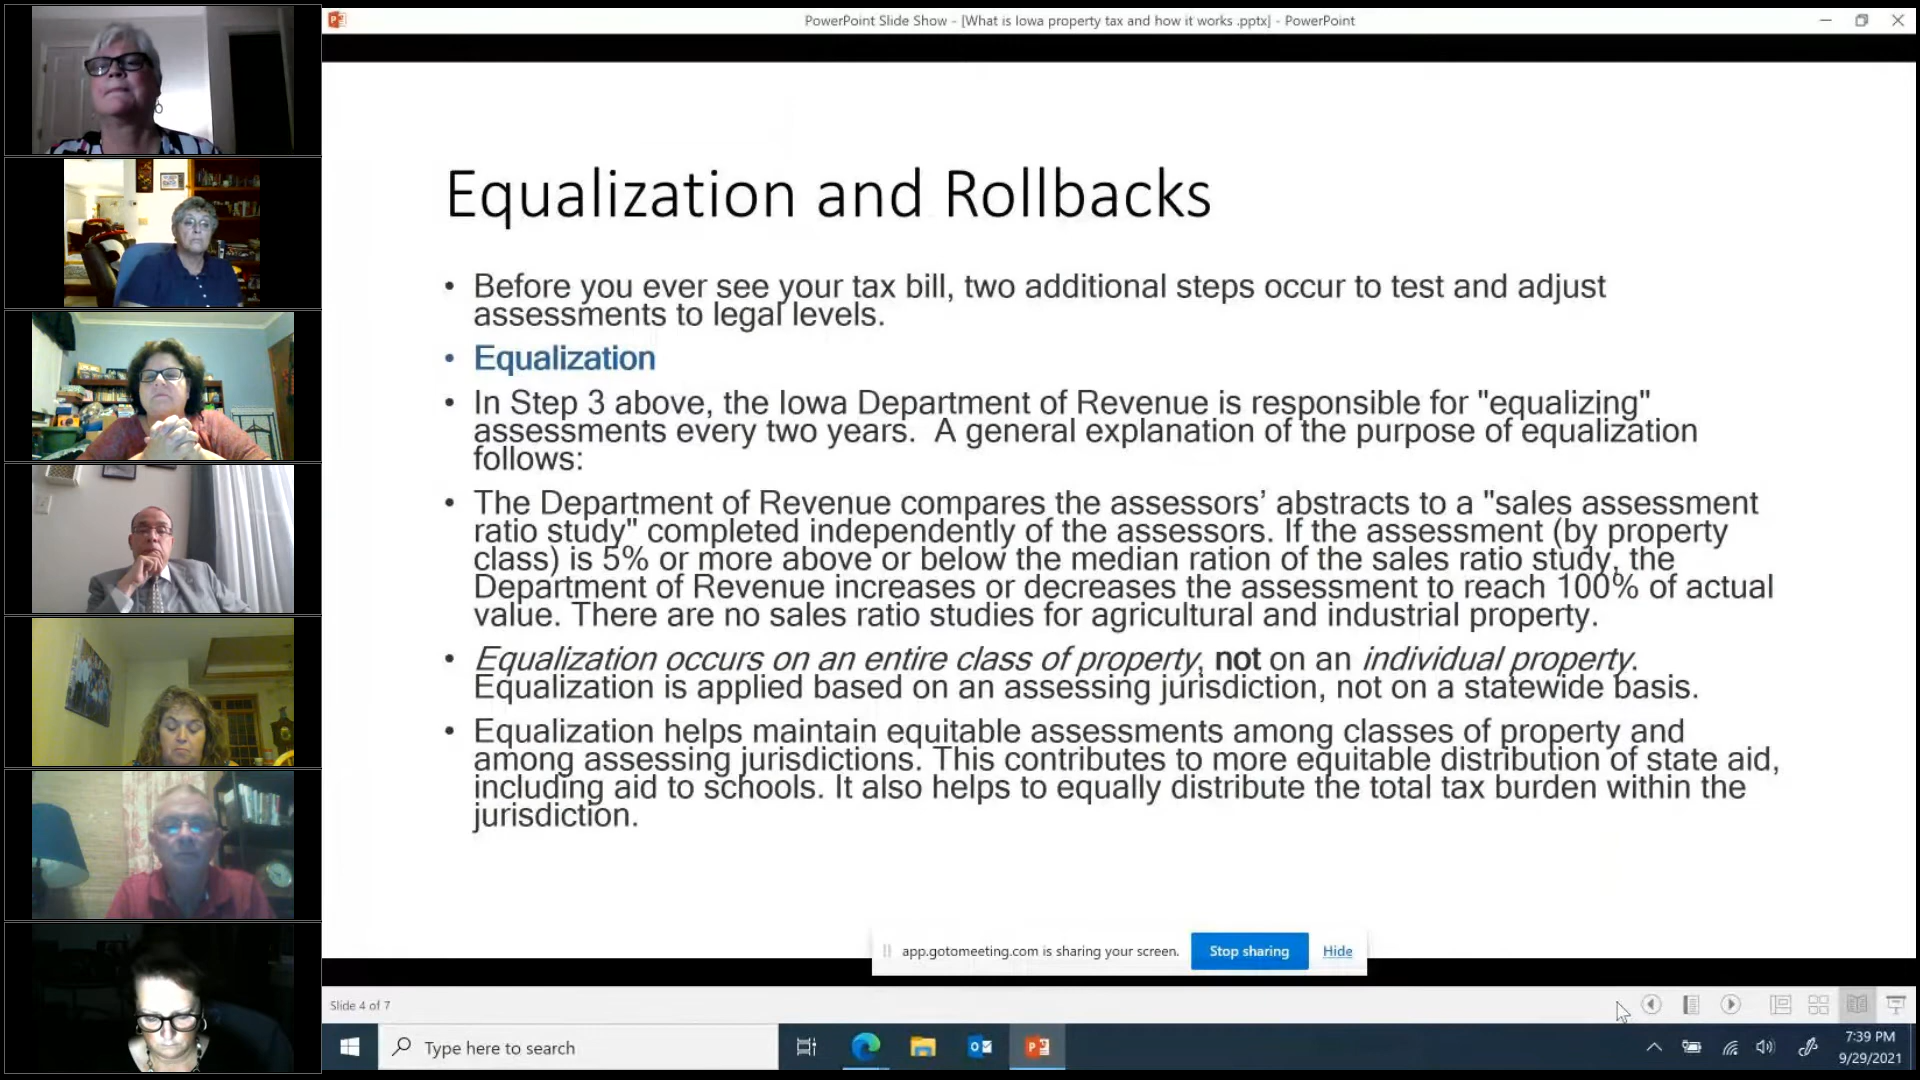 PowerPoint Slide Show - [What is Iowa property tax and how it works .pptx] - PowerPoint
Equalization and Rollbacks
• Before you ever see your tax bill, two additional steps occur to test and adjust
assessments to legal levels.
• Equalization
• In Step 3 above, the Iowa Department of Revenue is responsible for "equalizing"
assessments every two years.  A general explanation of the purpose of equalization
follows:
• The Department of Revenue compares the assessors’ abstracts to a "sales assessment
ratio study" completed independently of the assessors. If the assessment (by property
class) is 5% or more above or below the median ration of the sales ratio study, the
Department of Revenue increases or decreases the assessment to reach 100% of actual
value. There are no sales ratio studies for agricultural and industrial property.
• Equalization occurs on an entire class of property, not on an individual property.
Equalization is applied based on an assessing jurisdiction, not on a statewide basis.
• Equalization helps maintain equitable assessments among classes of property and
among assessing jurisdictions. This contributes to more equitable distribution of state aid,
including aid to schools. It also helps to equally distribute the total tax burden within the
jurisdiction.
app.gotomeeting.com is sharing your screen. Stop sharing Hide
Slide 4 of 7
Type here to search
7:39 PM
9/29/2021